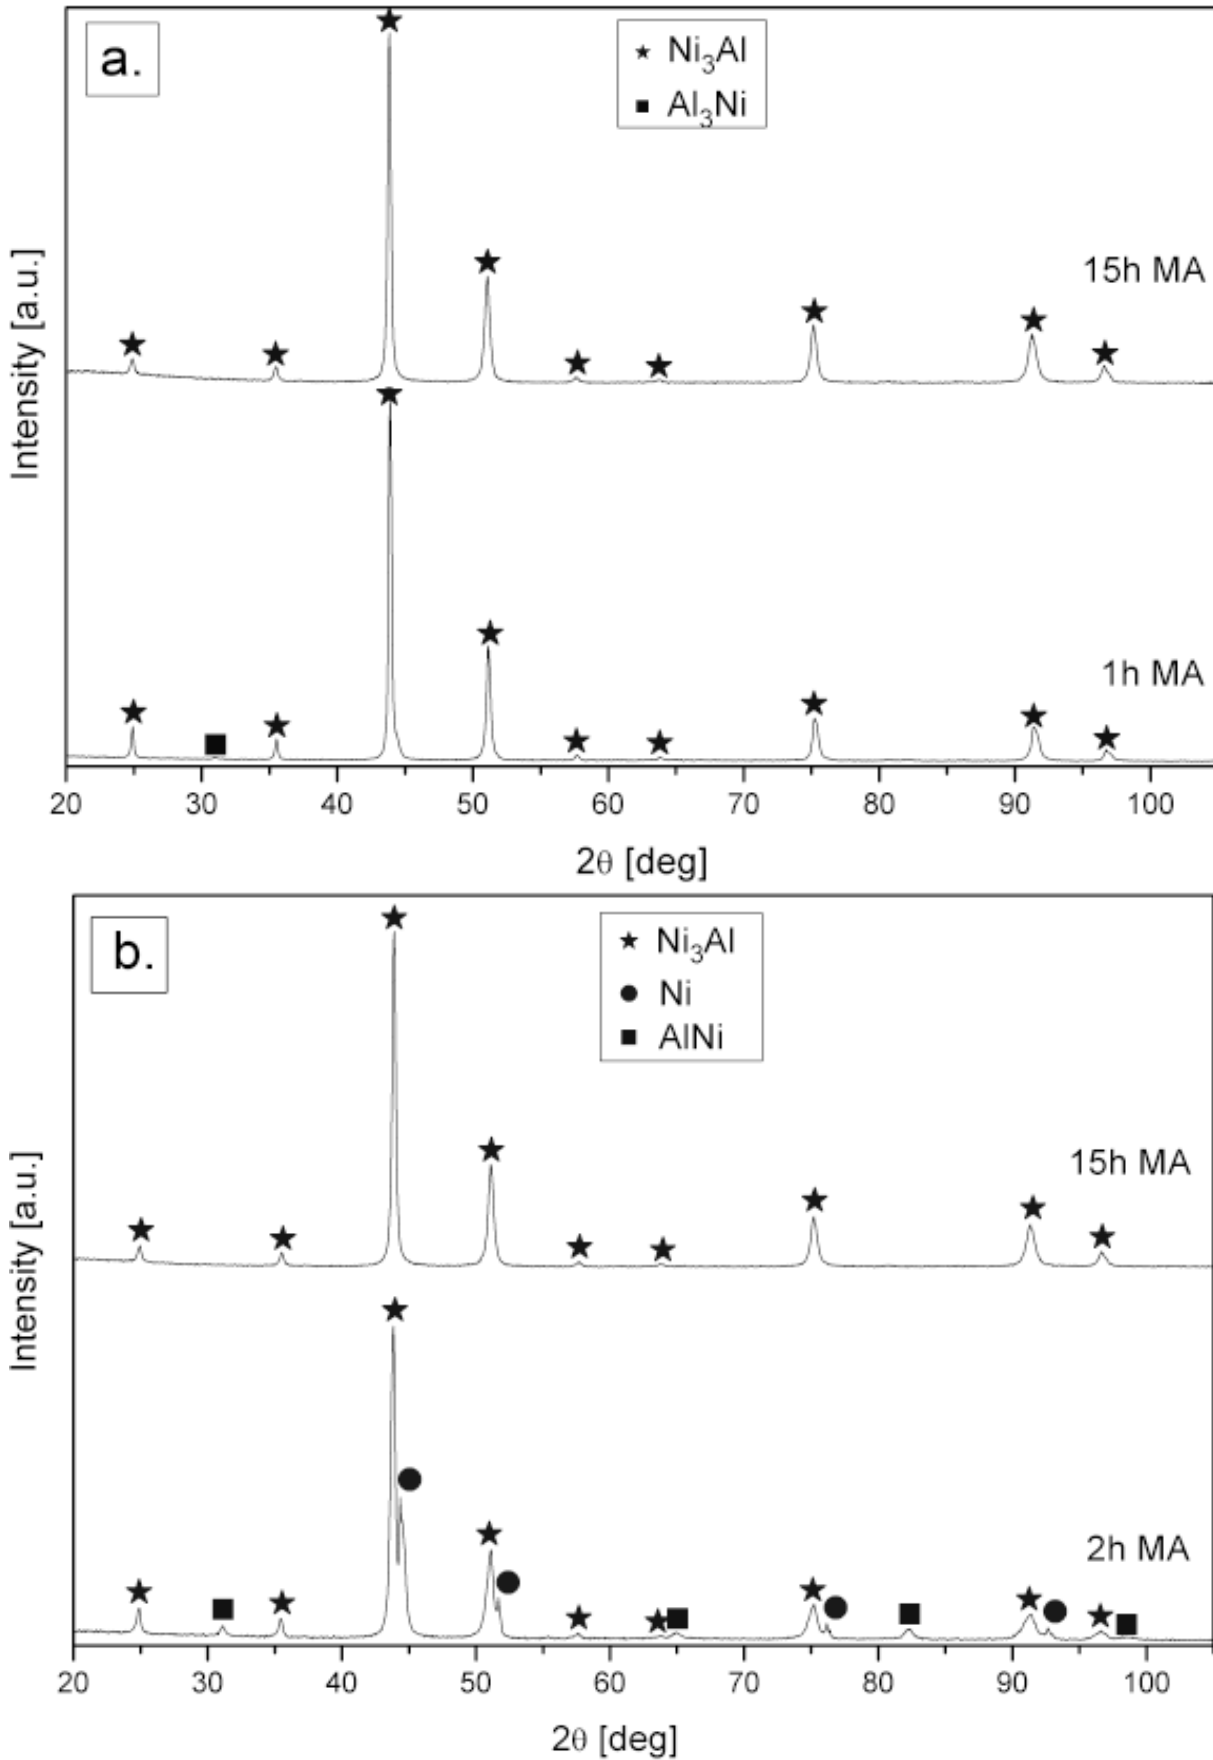 a.
★ Ni₃Al
■ Al₃Ni
15h MA
1h MA
Intensity [a.u.]
20 30 40 50 60 70 80 90 100
2θ [deg]
b.
★ Ni₃Al
● Ni
■ AlNi
15h MA
2h MA
Intensity [a.u.]
20 30 40 50 60 70 80 90 100
2θ [deg]